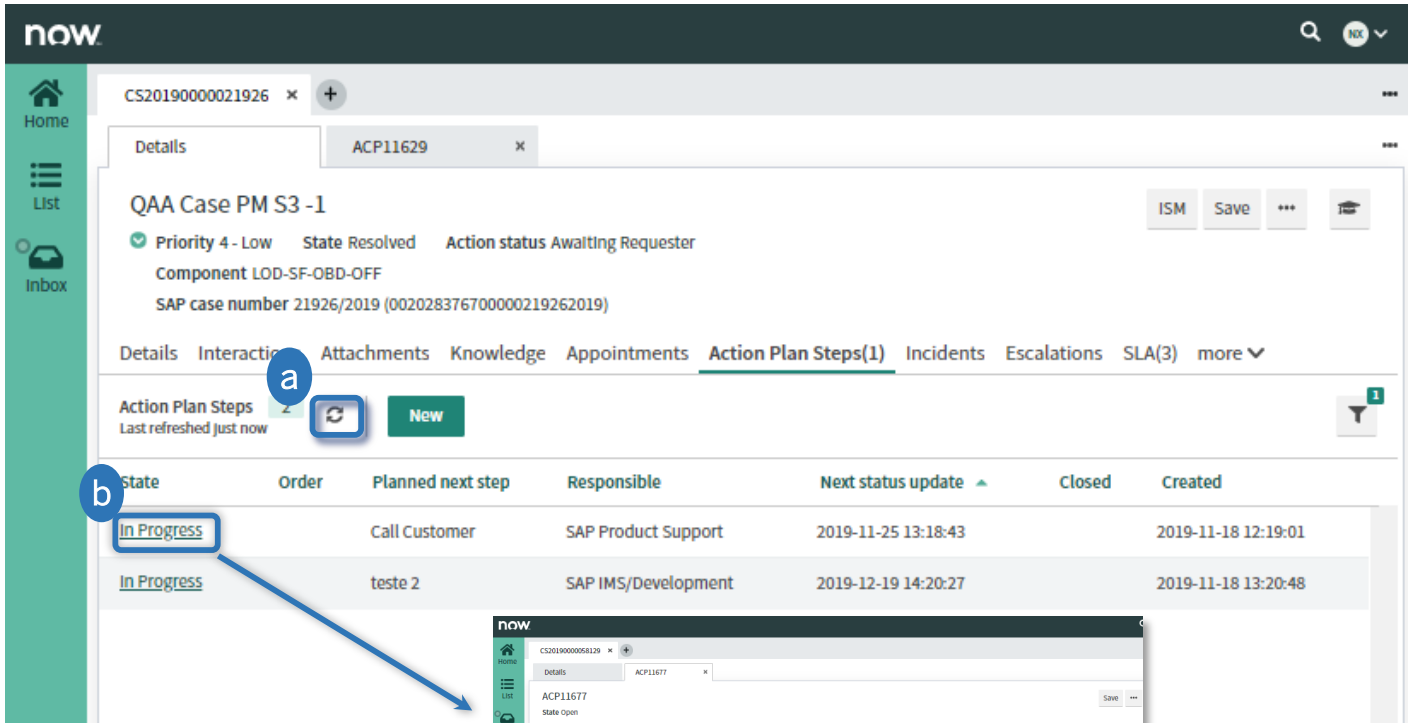 now.
NX
Home
CS20190000021926 × +
•••
Details ACP11629 ×
•••
List
QAA Case PM S3 -1
ISM Save •••
Priority 4 - Low State Resolved Action status Awaiting Requester
Component LOD-SF-OBD-OFF
Inbox
SAP case number 21926/2019 (002028376700000219262019)
Details Interactio Attachments Knowledge Appointments Action Plan Steps(1) Incidents Escalations SLA(3) more
a
Action Plan Steps 2
Last refreshed just now
New
1
b
State Order Planned next step Responsible Next status update Closed Created
In Progress Call Customer SAP Product Support 2019-11-25 13:18:43 2019-11-18 12:19:01
In Progress teste 2 SAP IMS/Development 2019-12-19 14:20:27 2019-11-18 13:20:48
now
Home
CS20190000058129 × +
Details ACP11677 ×
List
ACP11677
Save •••
State Open